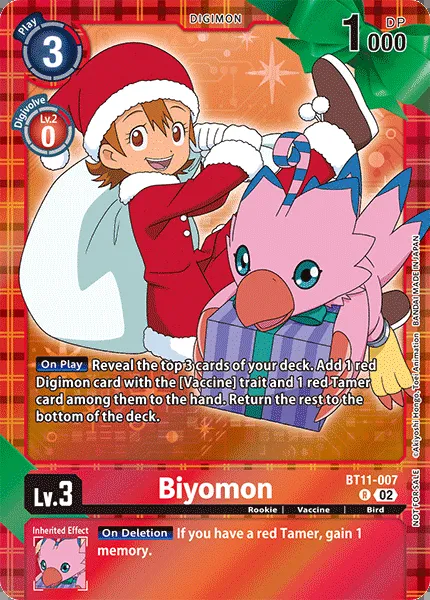 Play
3
DIGIMON
DP
1000
Digivolve
Lv.2
0
On Play Reveal the top 3 cards of your deck. Add 1 red
Digimon card with the [Vaccine] trait and 1 red Tamer
card among them to the hand. Return the rest to the
bottom of the deck.
©Akiyoshi Hongo, Toei Animation BANDAI MADE IN JAPAN
NOT FOR SALE
Lv.3
Biyomon
BT11-007
R 02
Rookie | Vaccine | Bird
Inherited Effect
On Deletion If you have a red Tamer, gain 1
memory.